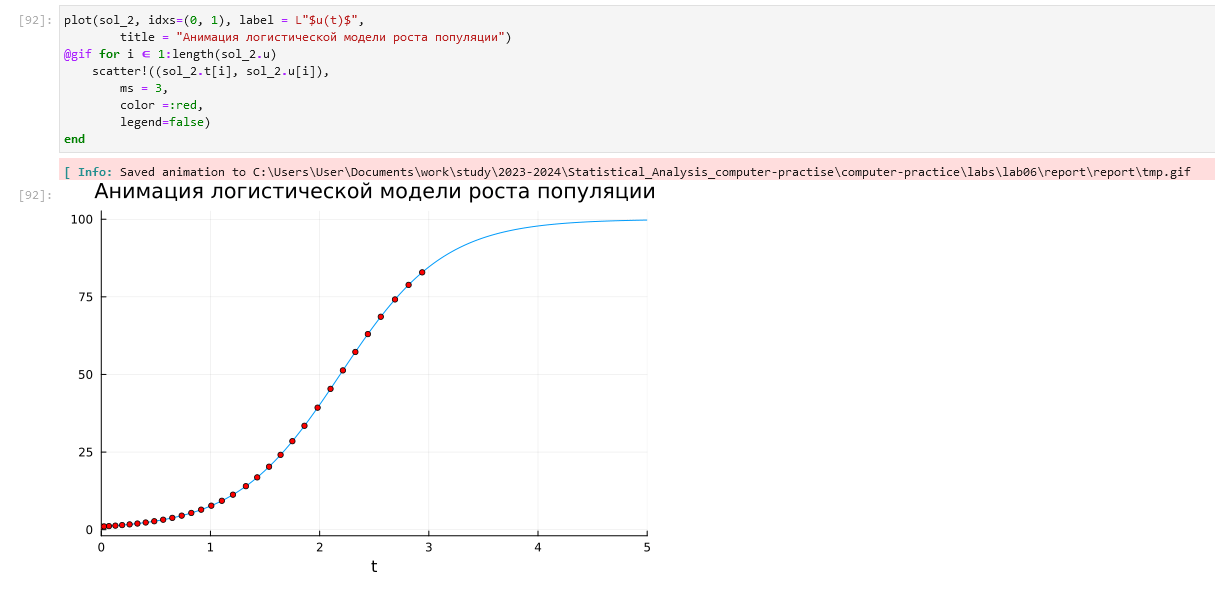 [92]: plot(sol_2, idxs=(0, 1), label = L"$u(t)$",
title = "Анимация логистической модели роста популяции")
@gif for i ∈ 1:length(sol_2.u)
scatter!((sol_2.t[i], sol_2.u[i]),
ms = 3,
color =:red,
legend=false)
end
[ Info: Saved animation to C:\Users\User\Documents\work\study\2023-2024\Statistical_Analysis_computer-practise\computer-practice\labs\lab06\report\report\tmp.gif
[92]:
Анимация логистической модели роста популяции
100
75
50
25
0
0 1 2 3 4 5
t